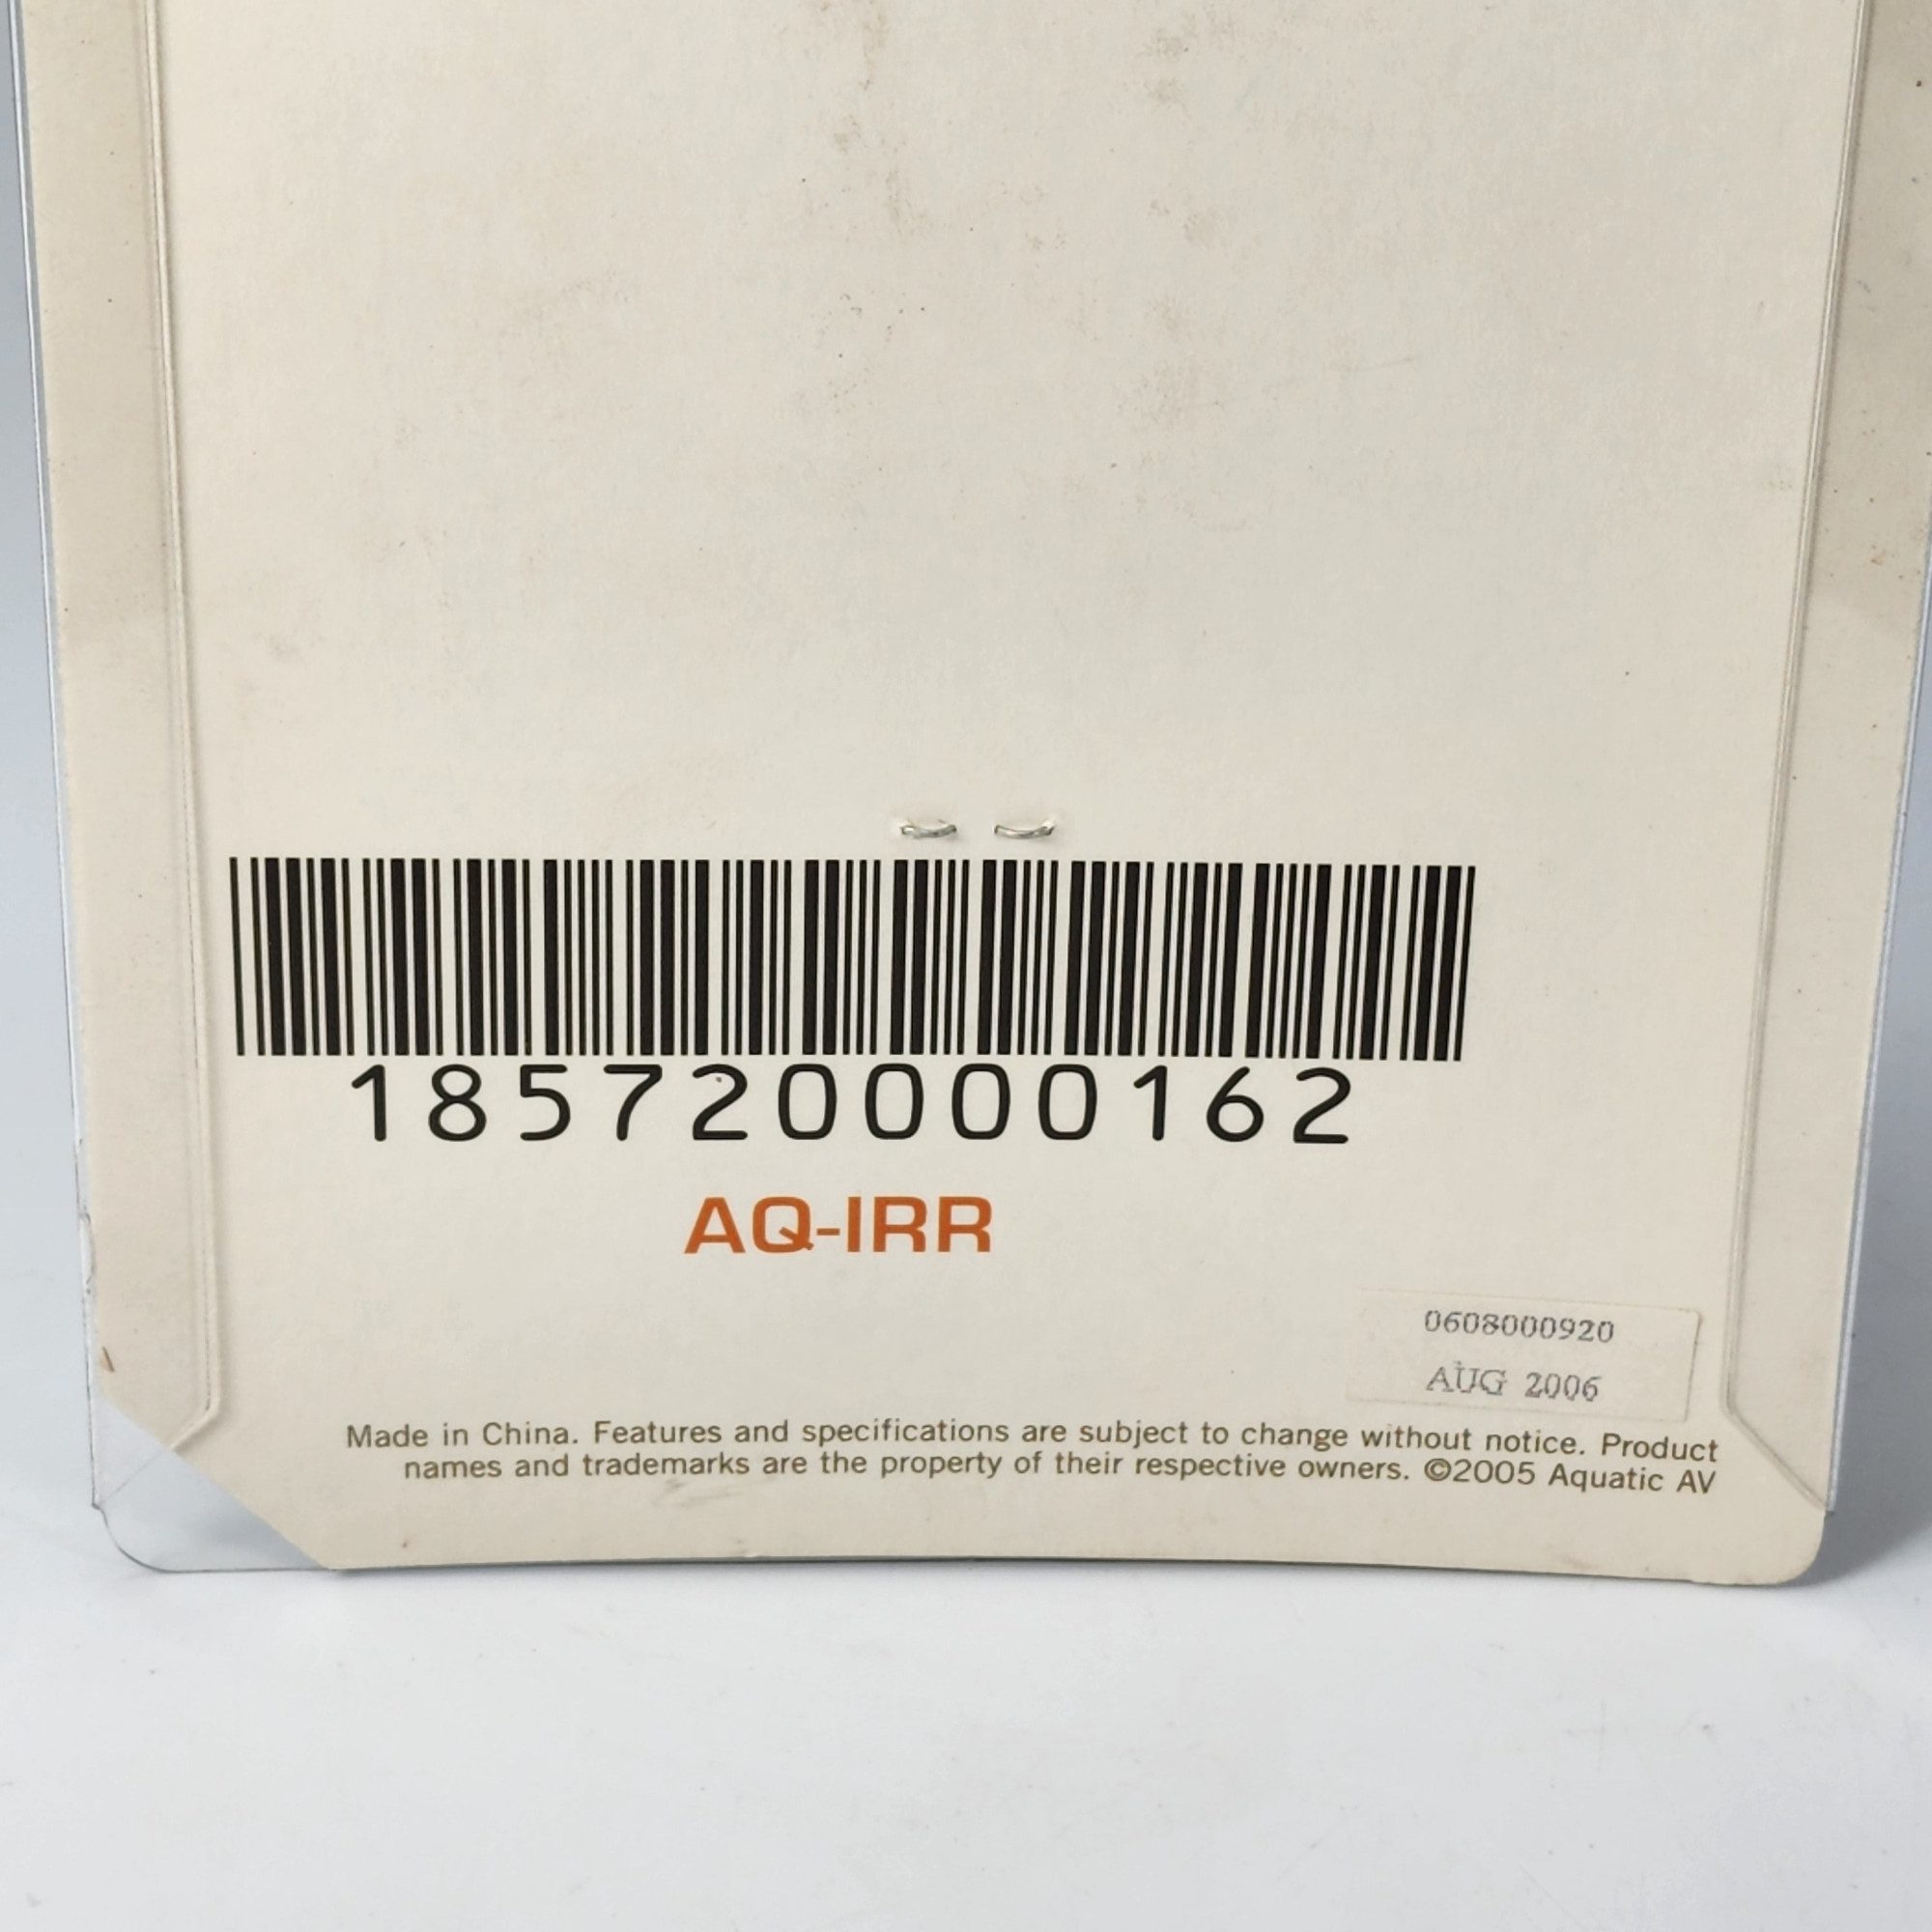 185720000162
AQ-IRR
0608000920
AUG 2006
Made in China. Features and specifications are subject to change without notice. Product
names and trademarks are the property of their respective owners. ©2005 Aquatic AV